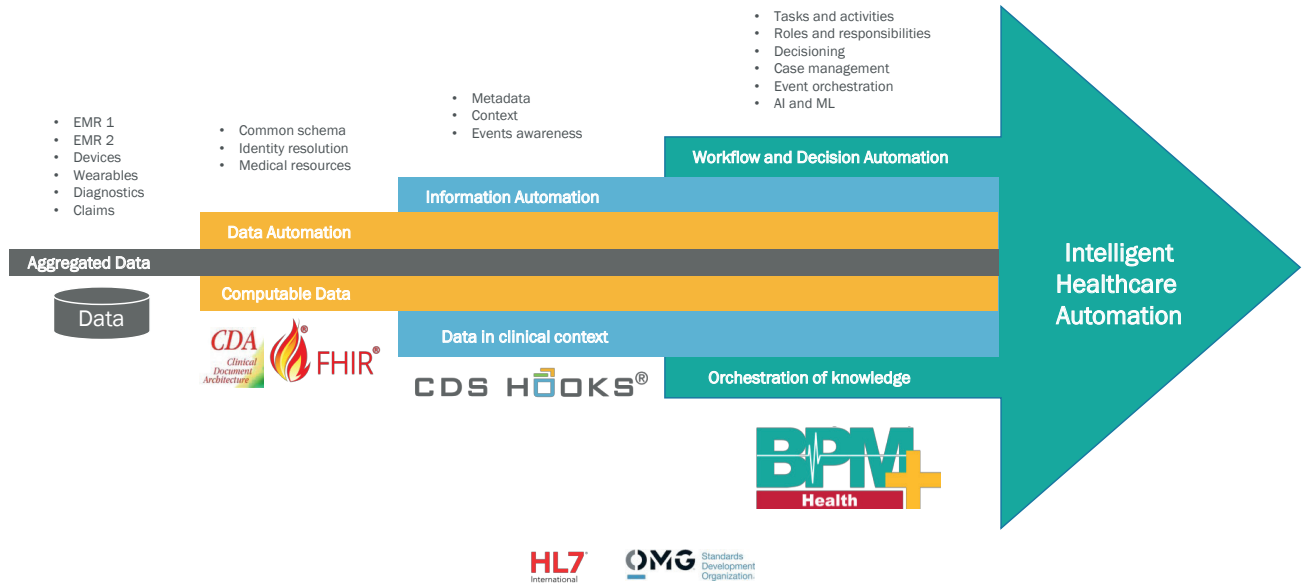 • Tasks and activities
• Roles and responsibilities
• Decisioning
• Case management
• Event orchestration
• AI and ML
• Metadata
• Context
• Events awareness
• EMR 1
• EMR 2
• Devices
• Wearables
• Diagnostics
• Claims
• Common schema
• Identity resolution
• Medical resources
Workflow and Decision Automation
Information Automation
Data Automation
Aggregated Data
Computable Data
Data in clinical context
Orchestration of knowledge
Intelligent
Healthcare
Automation
Data
CDA
Clinical
Document
Architecture
FHIR®
CDS HOOKS®
BPM+
Health
HL7®
International
OMG
Standards
Development
Organization